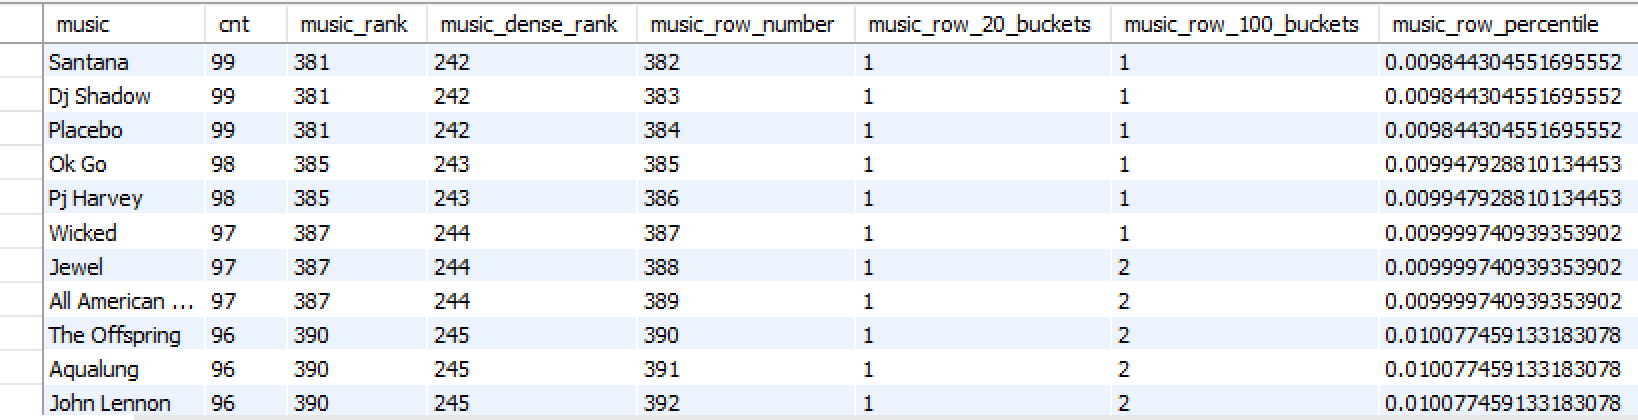 music cnt music_rank music_dense_rank music_row_number music_row_20_buckets music_row_100_buckets music_row_percentile
Santana 99 381 242 382 1 1 0.009844304551695552
Dj Shadow 99 381 242 383 1 1 0.009844304551695552
Placebo 99 381 242 384 1 1 0.009844304551695552
Ok Go 98 385 243 385 1 1 0.009947928810134453
Pj Harvey 98 385 243 386 1 1 0.009947928810134453
Wicked 97 387 244 387 1 1 0.009999740939353902
Jewel 97 387 244 388 1 2 0.009999740939353902
All American ... 97 387 244 389 1 2 0.009999740939353902
The Offspring 96 390 245 390 1 2 0.010077459133183078
Aqualung 96 390 245 391 1 2 0.010077459133183078
John Lennon 96 390 245 392 1 2 0.010077459133183078